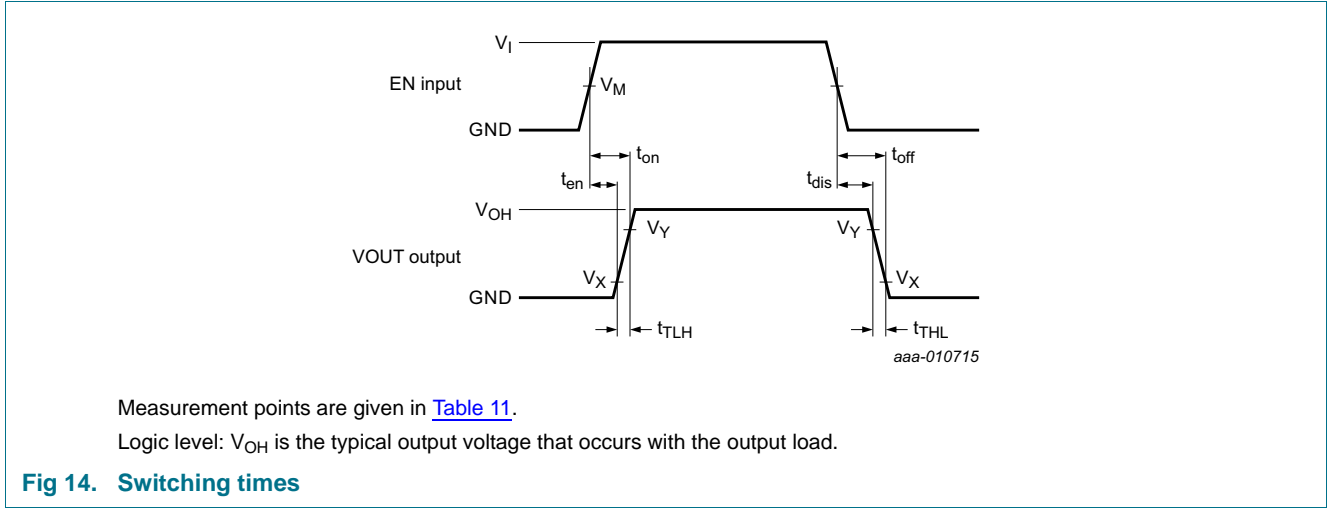 V_I
EN input
V_M
GND
t_on
t_off
t_en
t_dis
V_OH
V_Y
V_Y
VOUT output
V_X
V_X
GND
t_TLH
t_THL
aaa-010715
Measurement points are given in Table 11.
Logic level: V_OH is the typical output voltage that occurs with the output load.
Fig 14. Switching times